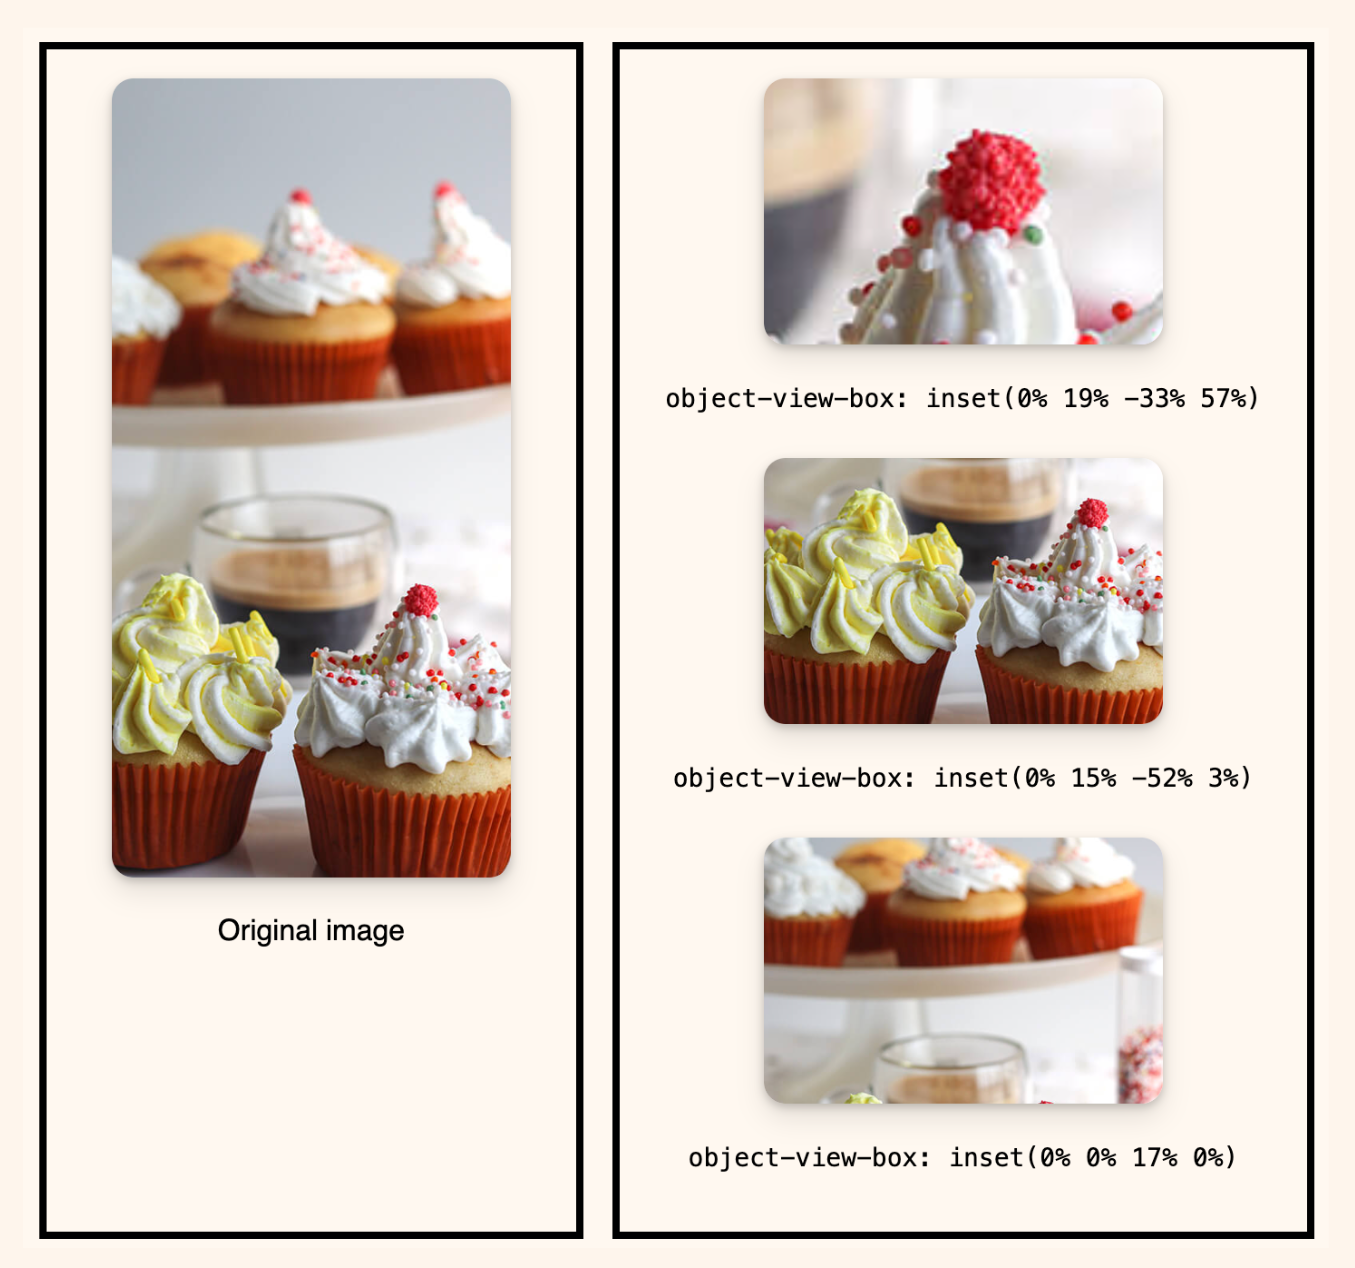 Original image
object-view-box: inset(0% 19% -33% 57%)
object-view-box: inset(0% 15% -52% 3%)
object-view-box: inset(0% 0% 17% 0%)